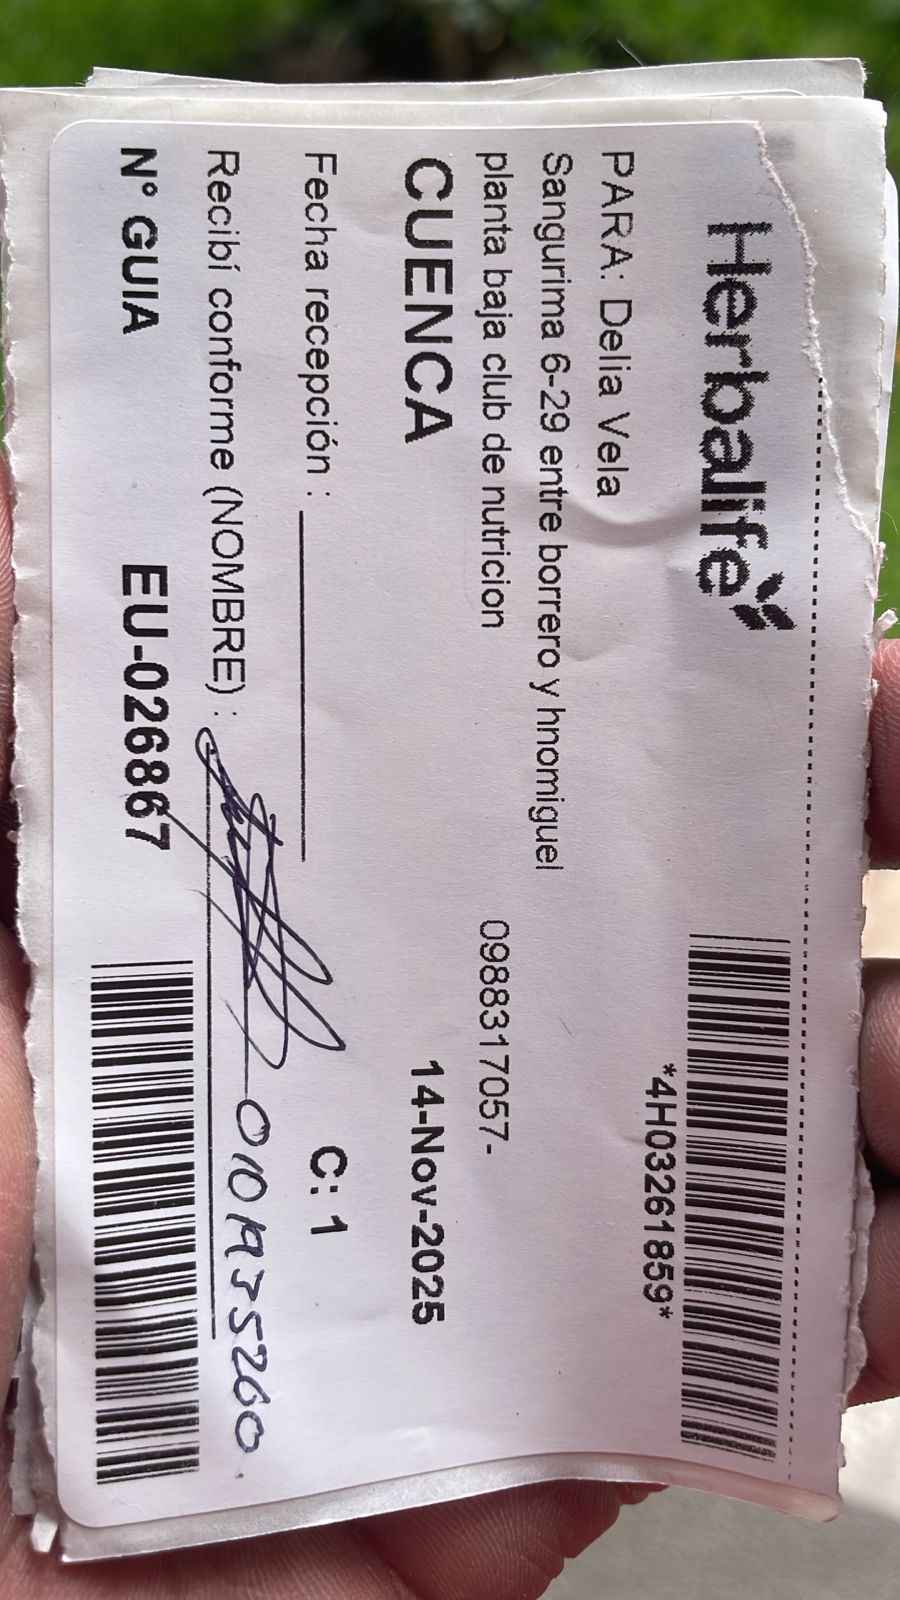 Herbalife
*4H03261859*
PARA: Delia Vela
Sangurima 6-29 entre borrero y hnomiguel
planta baja club de nutricion 0988317057-
CUENCA 14-Nov-2025
Fecha recepción : C: 1
Recibí conforme (NOMBRE) :
N° GUIA EU-026867